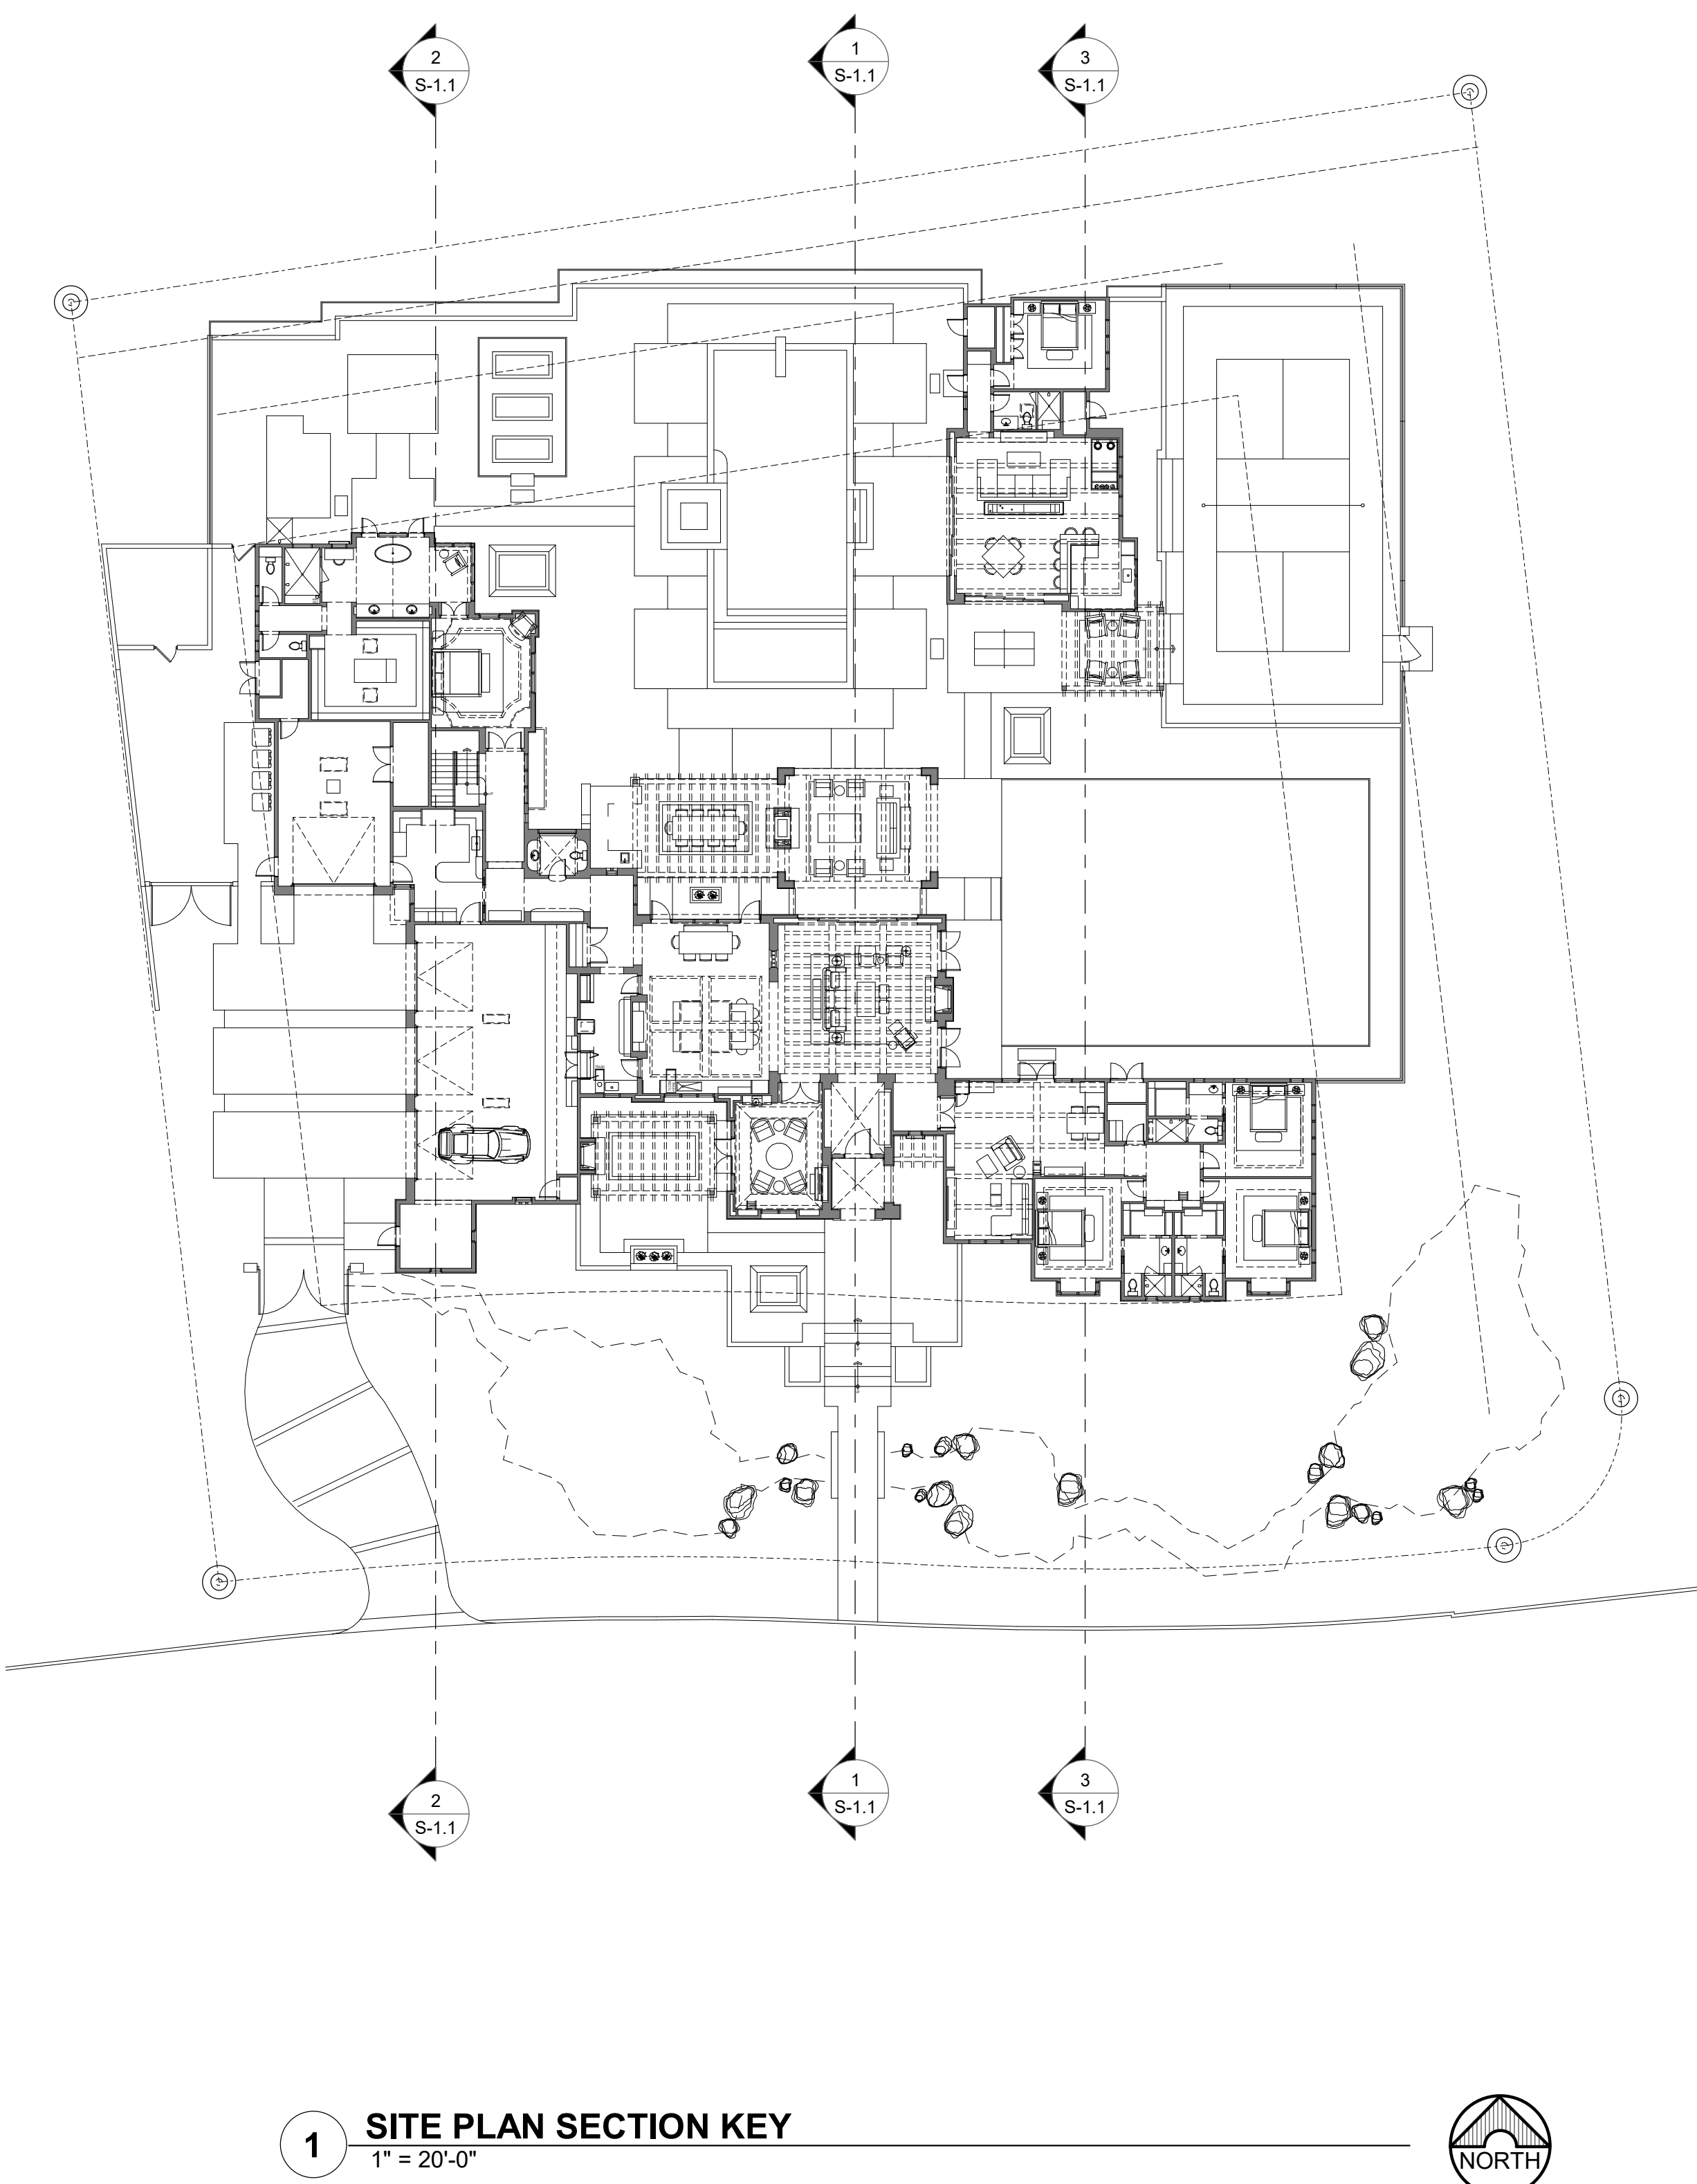 2
S-1.1
1
S-1.1
3
S-1.1
2
S-1.1
1
S-1.1
3
S-1.1
1
SITE PLAN SECTION KEY
1" = 20'-0"
NORTH